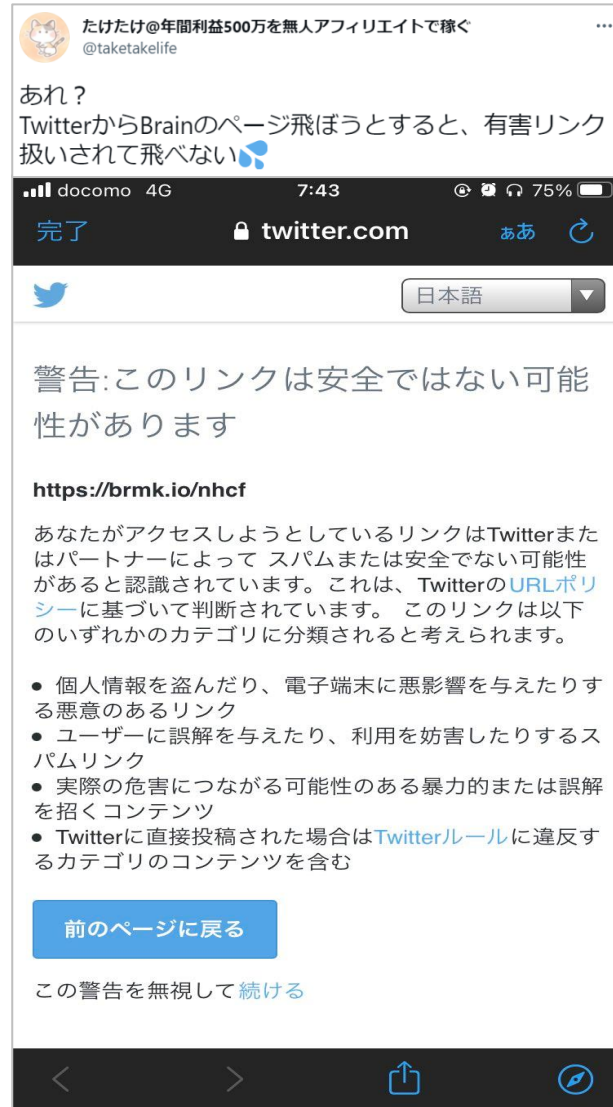 たけたけ@年間利益500万を無人アフィリエイトで稼ぐ
@taketakelife
あれ？
TwitterからBrainのページ飛ぼうとすると、有害リンク
扱いされて飛べない💦
docomo 4G 7:43 75%
完了 twitter.com ぁあ
日本語
警告:このリンクは安全ではない可能
性があります
https://brmk.io/nhcf
あなたがアクセスしようとしているリンクはTwitterまた
はパートナーによって スパムまたは安全でない可能性
があると認識されています。これは、TwitterのURLポリ
シーに基づいて判断されています。 このリンクは以下
のいずれかのカテゴリに分類されると考えられます。
● 個人情報を盗んだり、電子端末に悪影響を与えたりす
る悪意のあるリンク
● ユーザーに誤解を与えたり、利用を妨害したりするス
パムリンク
● 実際の危害につながる可能性のある暴力的または誤解
を招くコンテンツ
● Twitterに直接投稿された場合はTwitterルールに違反す
るカテゴリのコンテンツを含む
前のページに戻る
この警告を無視して続ける